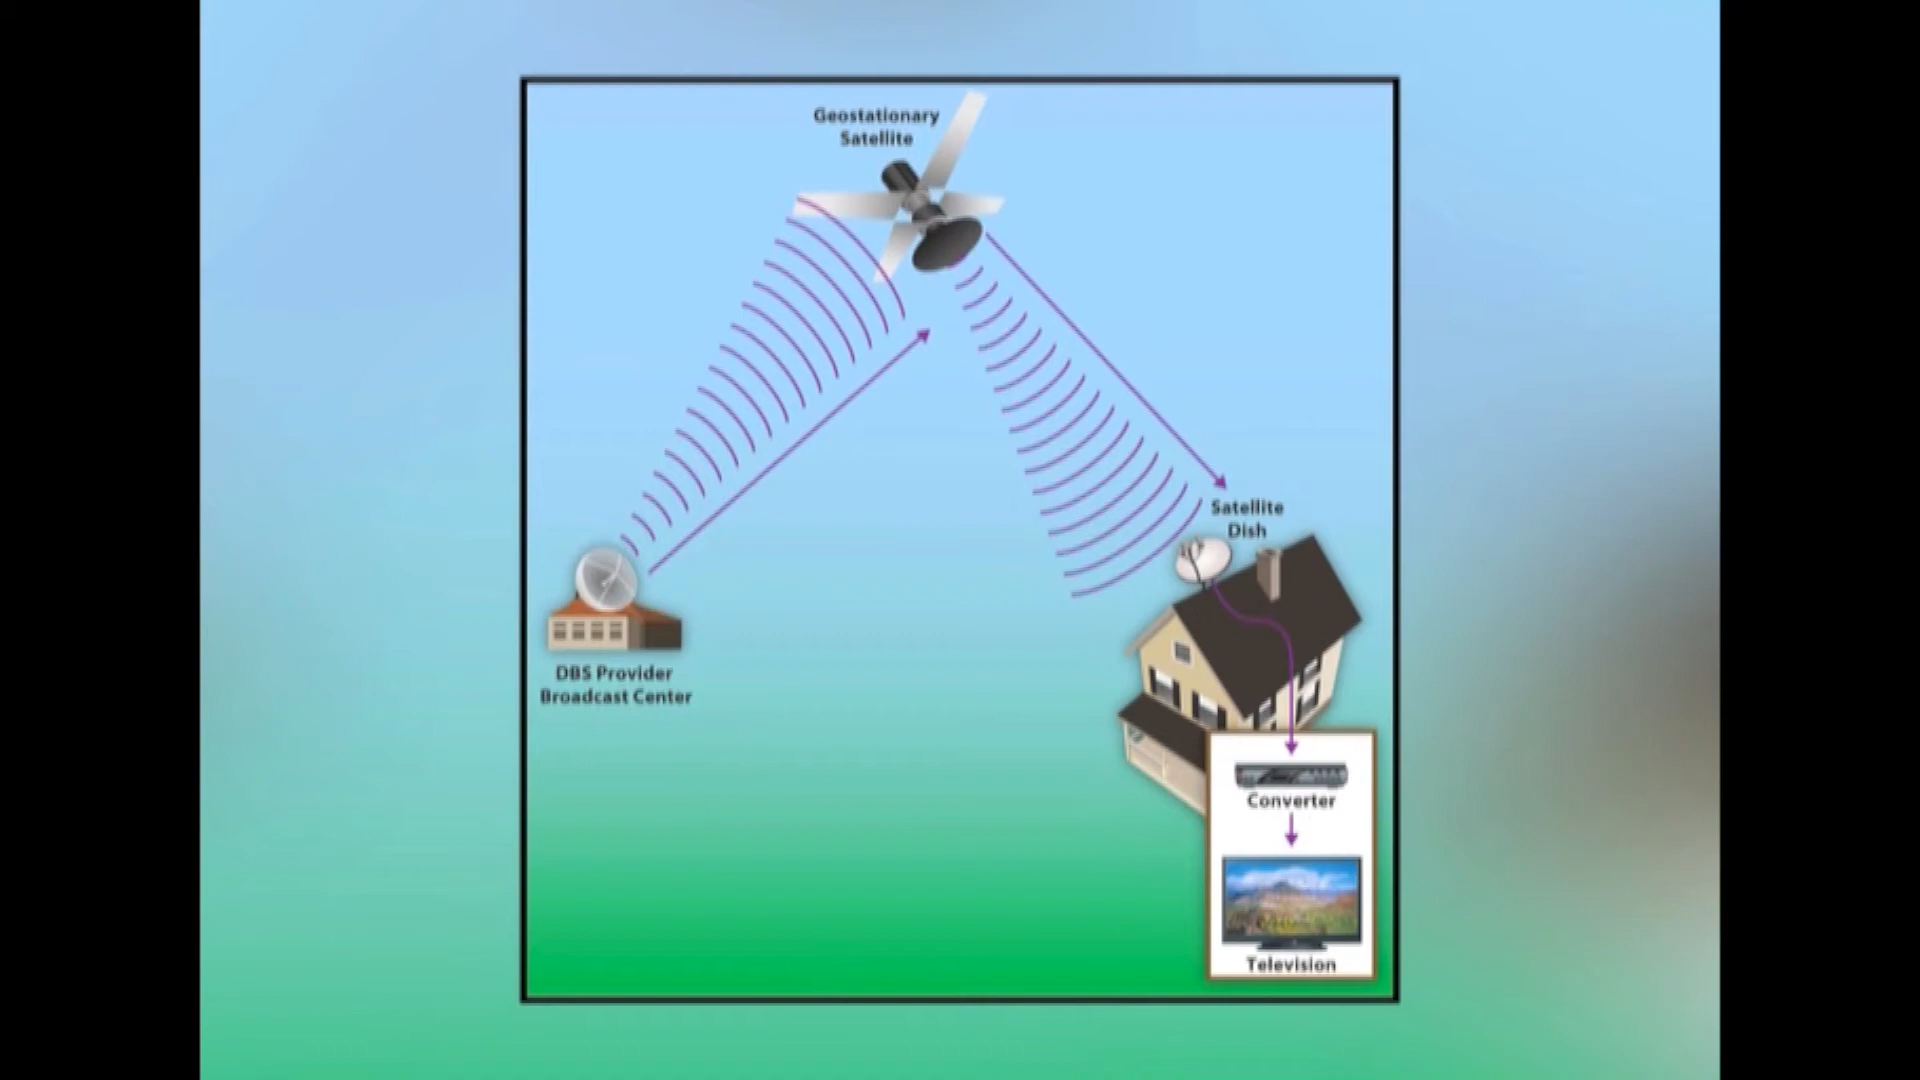 Geostationary
Satellite
Satellite
Dish
DBS Provider
Broadcast Center
Converter
Television